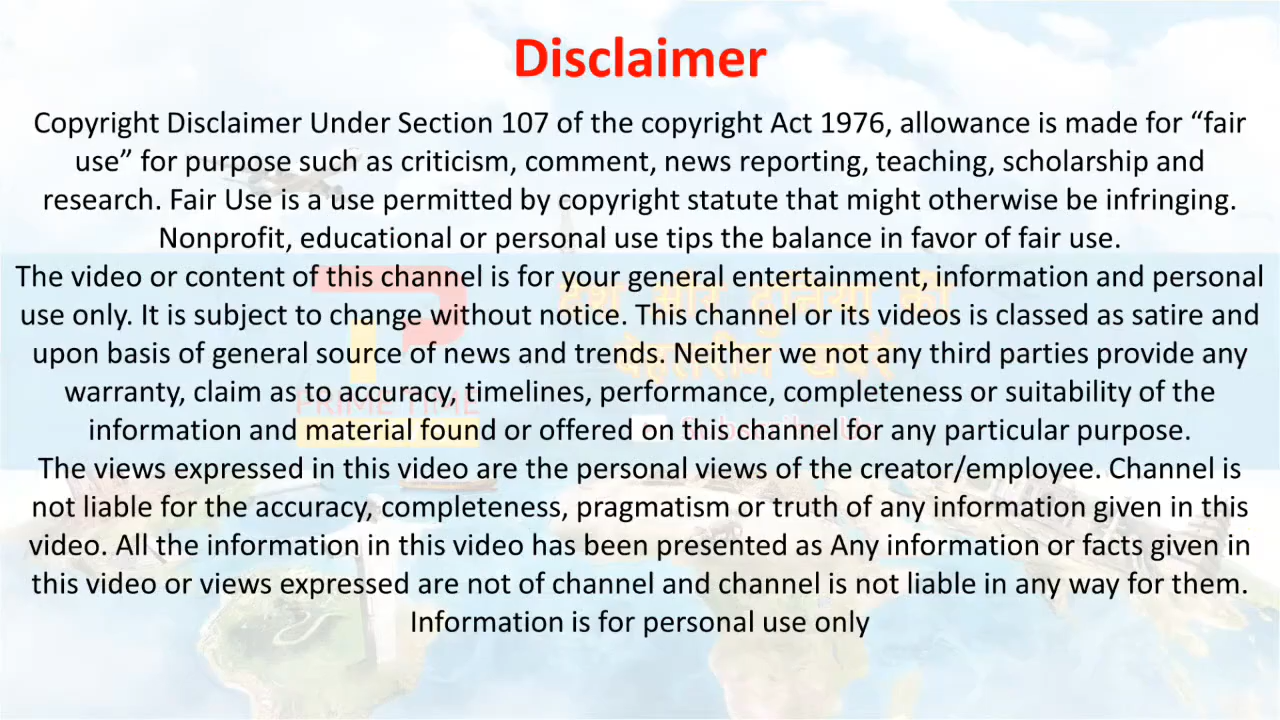 Disclaimer
Copyright Disclaimer Under Section 107 of the copyright Act 1976, allowance is made for “fair
use” for purpose such as criticism, comment, news reporting, teaching, scholarship and
research. Fair Use is a use permitted by copyright statute that might otherwise be infringing.
Nonprofit, educational or personal use tips the balance in favor of fair use.
The video or content of this channel is for your general entertainment, information and personal
use only. It is subject to change without notice. This channel or its videos is classed as satire and
upon basis of general source of news and trends. Neither we not any third parties provide any
warranty, claim as to accuracy, timelines, performance, completeness or suitability of the
information and material found or offered on this channel for any particular purpose.
The views expressed in this video are the personal views of the creator/employee. Channel is
not liable for the accuracy, completeness, pragmatism or truth of any information given in this
video. All the information in this video has been presented as Any information or facts given in
this video or views expressed are not of channel and channel is not liable in any way for them.
Information is for personal use only
देश और दुनिया की
बेहतरीन खबरें
PRIME TIME
Subscribe Us